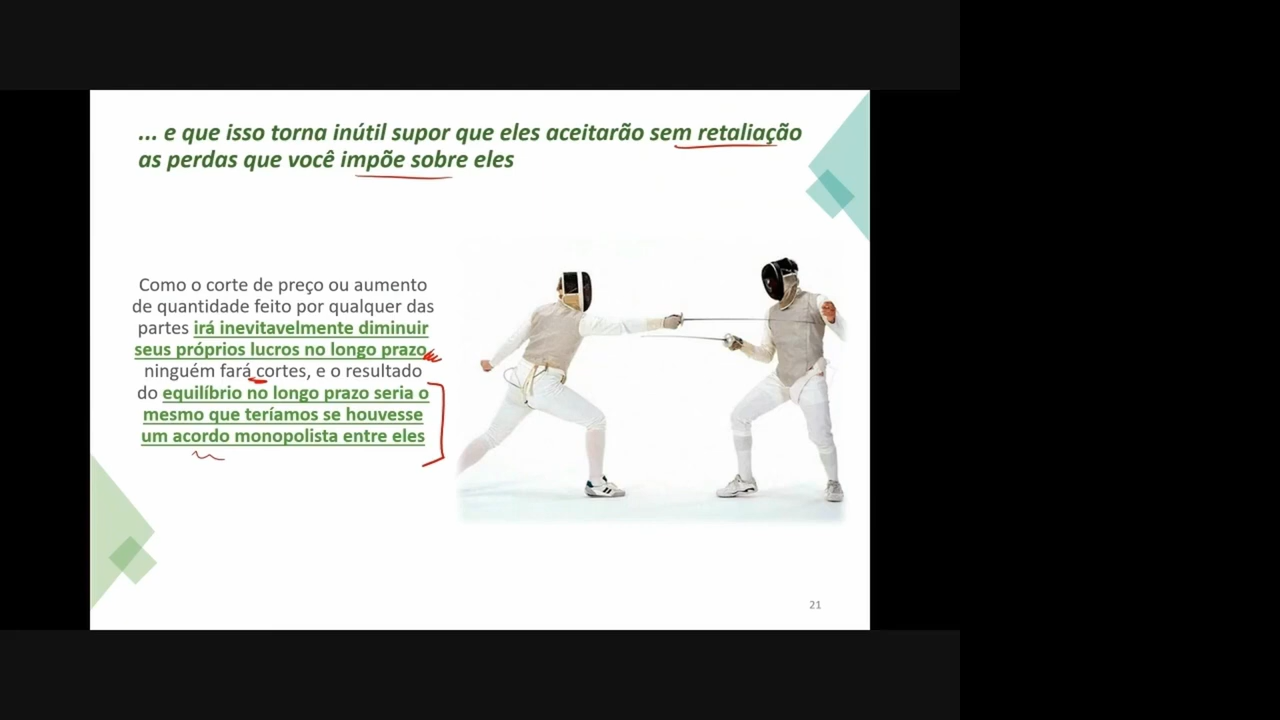 ... e que isso torna inútil supor que eles aceitarão sem retaliação
as perdas que você impõe sobre eles
Como o corte de preço ou aumento
de quantidade feito por qualquer das
partes irá inevitavelmente diminuir
seus próprios lucros no longo prazo
ninguém fará cortes, e o resultado
do equilíbrio no longo prazo seria o
mesmo que teríamos se houvesse
um acordo monopolista entre eles
21